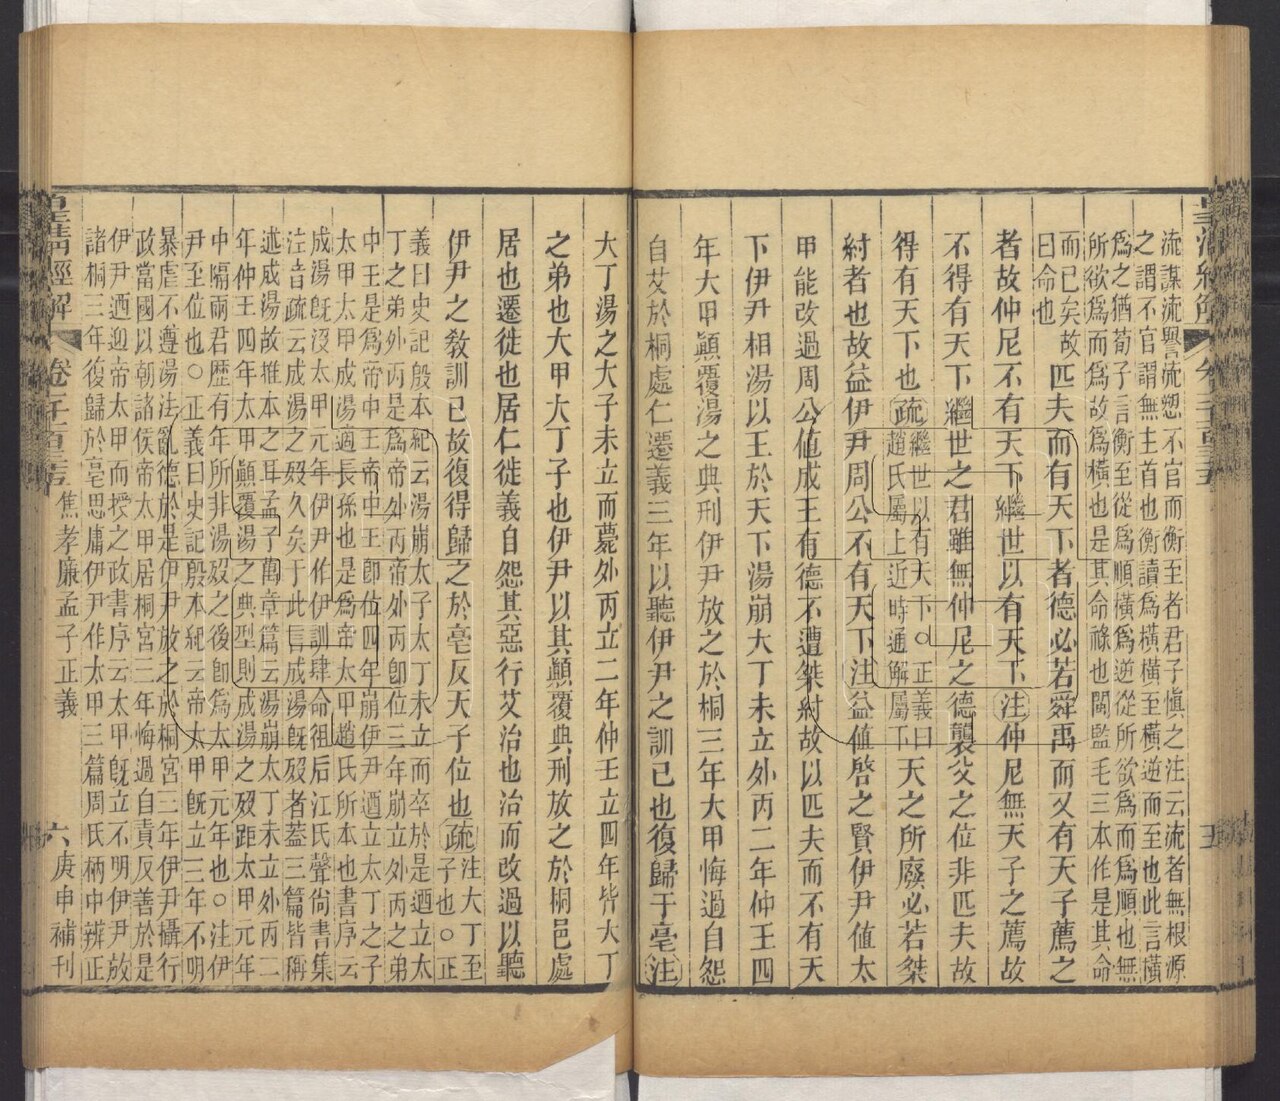 流謀流譽流愬不官而衡至者君子慎之注云流者無根源
之謂不官謂無主首也衡讀爲橫橫至橫逆而至也此言橫
爲之猶荀子言衡至從爲順橫爲逆從所欲爲而爲順也無
所欲爲而爲故爲橫也是其命祿也閩監毛三本作是其命
而已矣故
曰命也
匹夫而有天下者德必若舜禹而又有天子薦之
者故仲尼不有天下繼世以有天下注仲尼無天子之薦故
不得有天下繼世之君雖無仲尼之德襲父之位非匹夫故
得有天下也疏
繼世以有天下○正義曰
趙氏屬上近時通解屬下
天之所廢必若桀
紂者也故益伊尹周公不有天下注益値啓之賢伊尹値太
甲能改過周公値成王有德不遭桀紂故以匹夫而不有天
下伊尹相湯以王於天下湯崩大丁未立外丙二年仲壬四
年大甲顚覆湯之典刑伊尹放之於桐三年大甲悔過自怨
自艾於桐處仁遷義三年以聽伊尹之訓已也復歸于亳注
大丁湯之大子未立而薨外丙立二年仲壬立四年皆大丁
之弟也大甲大丁子也伊尹以其顚覆典刑放之於桐邑處
居也遷徙也居仁徙義自怨其惡行艾治也治而改過以聽
伊尹之敎訓已故復得歸之於亳反天子位也疏
注大丁至
子也○正
義曰史記殷本紀云湯崩太子太丁未立而卒於是迺立太
丁之弟外丙是爲帝外丙帝外丙卽位三年崩立外丙之弟
中壬是爲帝中壬帝中壬卽位四年崩伊尹迺立太丁之子
太甲太甲成湯適長孫也是爲帝太甲趙氏所本也書序云
成湯旣沒太甲元年伊尹作伊訓肆命徂后江氏聲尙書集
注音疏云成湯之歿久矣于此言成湯旣歿者蓋三篇皆稱
述成湯故推本之耳孟子萬章篇云湯崩太丁未立外丙二
年仲壬四年太甲顚覆湯之典型則成湯之歿距太甲元年
中隔兩君歷有年所非湯歿之後卽爲太甲元年也○注伊
尹至位也○正義曰史記殷本紀云帝太甲旣立三年不明
暴虐不遵湯法亂德於是伊尹放之於桐宮三年伊尹攝行
政當國以朝諸侯帝太甲居桐宮三年悔過自責反善於是
伊尹迺迎帝太甲而授之政書序云太甲旣立不明伊尹放
諸桐三年復歸於亳思庸伊尹作太甲三篇周氏柄中辨正
皇淸經解 焦孝廉孟子正義 六 庚申補刊